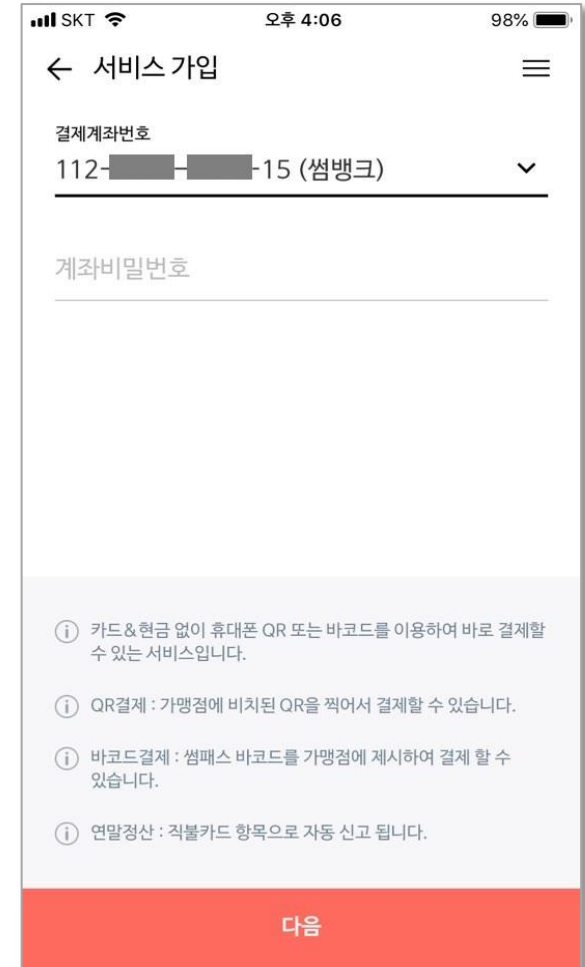 SKT 오후 4:06 98%
서비스 가입
결제계좌번호
112- - -15 (썸뱅크)
계좌비밀번호
카드&현금 없이 휴대폰 QR 또는 바코드를 이용하여 바로 결제할
수 있는 서비스입니다.
QR결제 : 가맹점에 비치된 QR을 찍어서 결제할 수 있습니다.
바코드결제 : 썸패스 바코드를 가맹점에 제시하여 결제 할 수
있습니다.
연말정산 : 직불카드 항목으로 자동 신고 됩니다.
다음